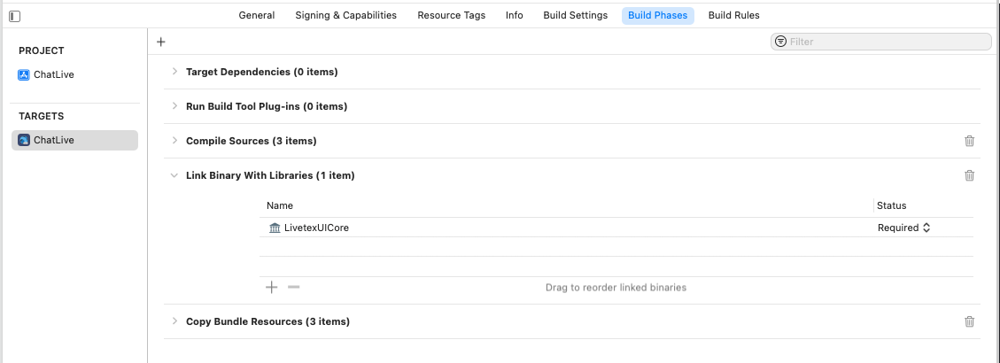 General Signing & Capabilities Resource Tags Info Build Settings Build Phases Build Rules
Filter
PROJECT
ChatLive
TARGETS
ChatLive
Target Dependencies (0 items)
Run Build Tool Plug-ins (0 items)
Compile Sources (3 items)
Link Binary With Libraries (1 item)
Name Status
LivetexUICore Required
Drag to reorder linked binaries
Copy Bundle Resources (3 items)